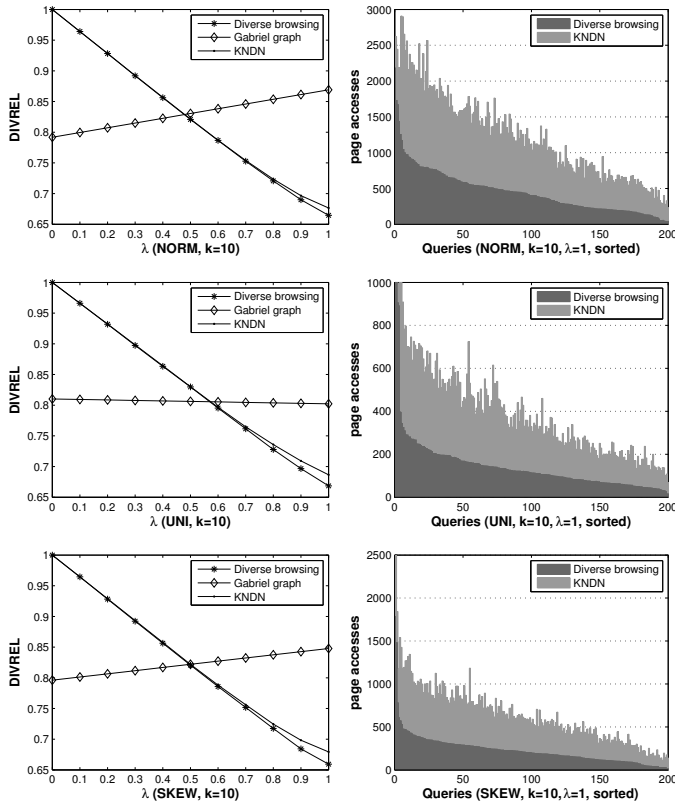 1
0.95
0.9
0.85
0.8
0.75
0.7
0.65
0 0.1 0.2 0.3 0.4 0.5 0.6 0.7 0.8 0.9 1
DIVREL
λ (NORM, k=10)
Diverse browsing
Gabriel graph
KNDN
3000
2500
2000
1500
1000
500
0
0 50 100 150 200
page accesses
Queries (NORM, k=10, λ=1, sorted)
Diverse browsing
KNDN
1
0.95
0.9
0.85
0.8
0.75
0.7
0.65
0 0.1 0.2 0.3 0.4 0.5 0.6 0.7 0.8 0.9 1
DIVREL
λ (UNI, k=10)
Diverse browsing
Gabriel graph
KNDN
1000
800
600
400
200
0
0 50 100 150 200
page accesses
Queries (UNI, k=10, λ=1, sorted)
Diverse browsing
KNDN
1
0.95
0.9
0.85
0.8
0.75
0.7
0.65
0 0.1 0.2 0.3 0.4 0.5 0.6 0.7 0.8 0.9 1
DIVREL
λ (SKEW, k=10)
Diverse browsing
Gabriel graph
KNDN
2500
2000
1500
1000
500
0
0 50 100 150 200
page accesses
Queries (SKEW, k=10, λ=1, sorted)
Diverse browsing
KNDN